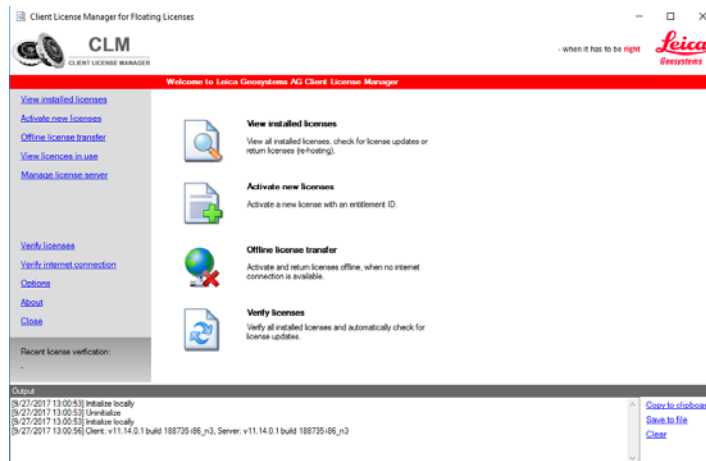 Client License Manager for Floating Licenses
CLM
CLIENT LICENSE MANAGER
- when it has to be right
Leica
Geosystems
Welcome to Leica Geosystems AG Client License Manager
View installed licenses
Activate new licenses
Offline license transfer
View licences in use
Manage license server
Verify licenses
Verify internet connection
Options
About
Close
Recent license verification:
-
View installed licenses
View all installed licenses, check for license updates or
return licenses (re-hosting).
Activate new licenses
Activate a new license with an entitlement ID.
Offline license transfer
Activate and return licenses offline, when no internet
connection is available.
Verify licenses
Verify all installed licenses and automatically check for
license updates.
Output
[9/27/2017 13:00:53] Initialize locally
[9/27/2017 13:00:53] Uninitialize
[9/27/2017 13:00:53] Initialize locally
[9/27/2017 13:00:56] Client: v11.14.0.1 build 188735 i86_n3, Server: v11.14.0.1 build 188735 i86_n3
Copy to clipboar
Save to file
Clear